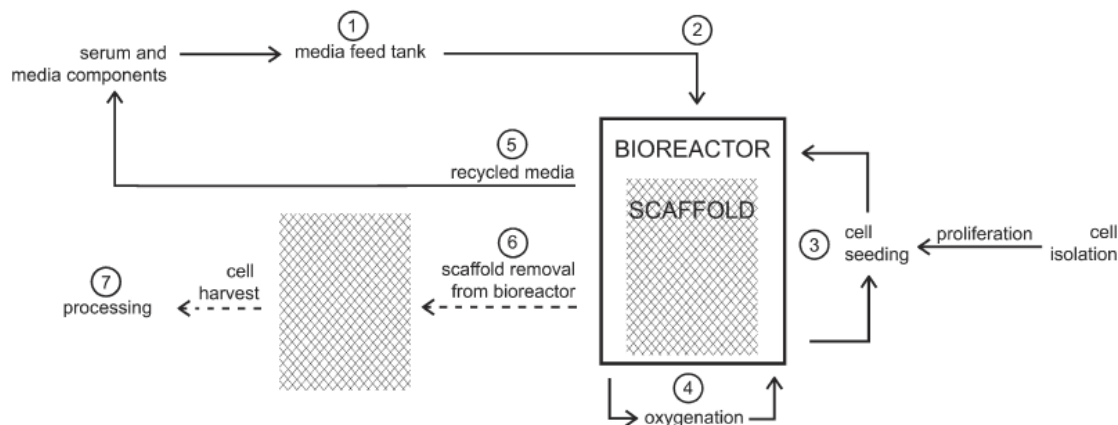 1
2
serum and
media components
media feed tank
5
recycled media
BIOREACTOR
SCAFFOLD
3
cell
seeding
proliferation
cell
isolation
6
scaffold removal
from bioreactor
7
processing
cell
harvest
4
oxygenation